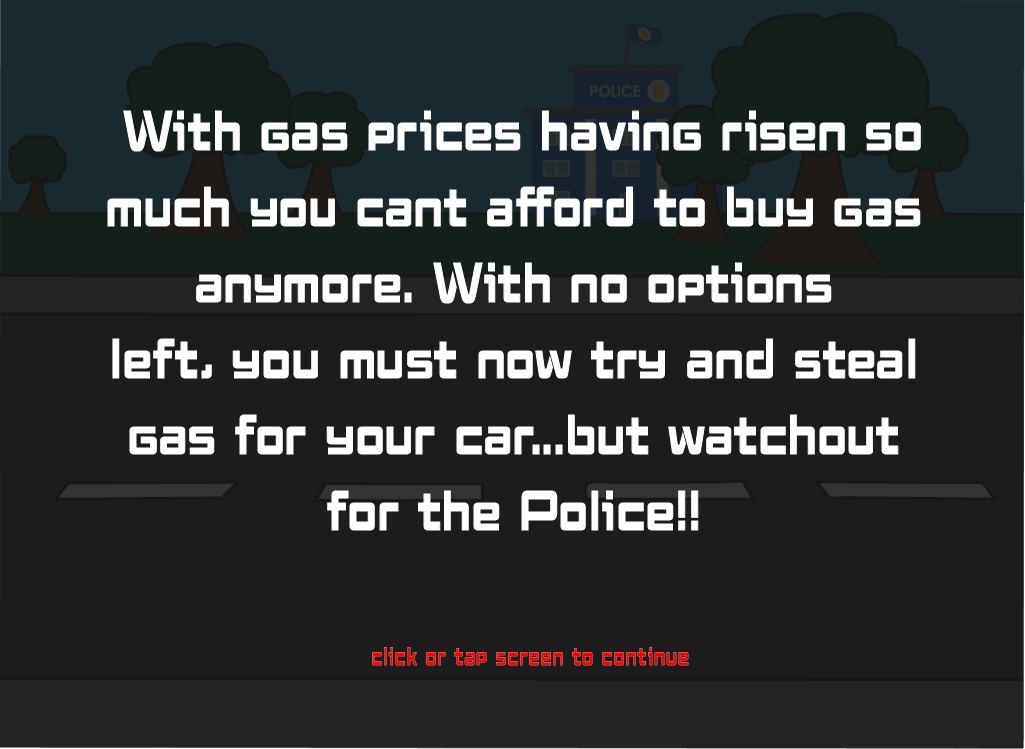 POLICE
With gas prices having risen so
much you cant afford to buy gas
anymore. With no options
left, you must now try and steal
gas for your car...but watchout
for the Police!!
click or tap screen to continue